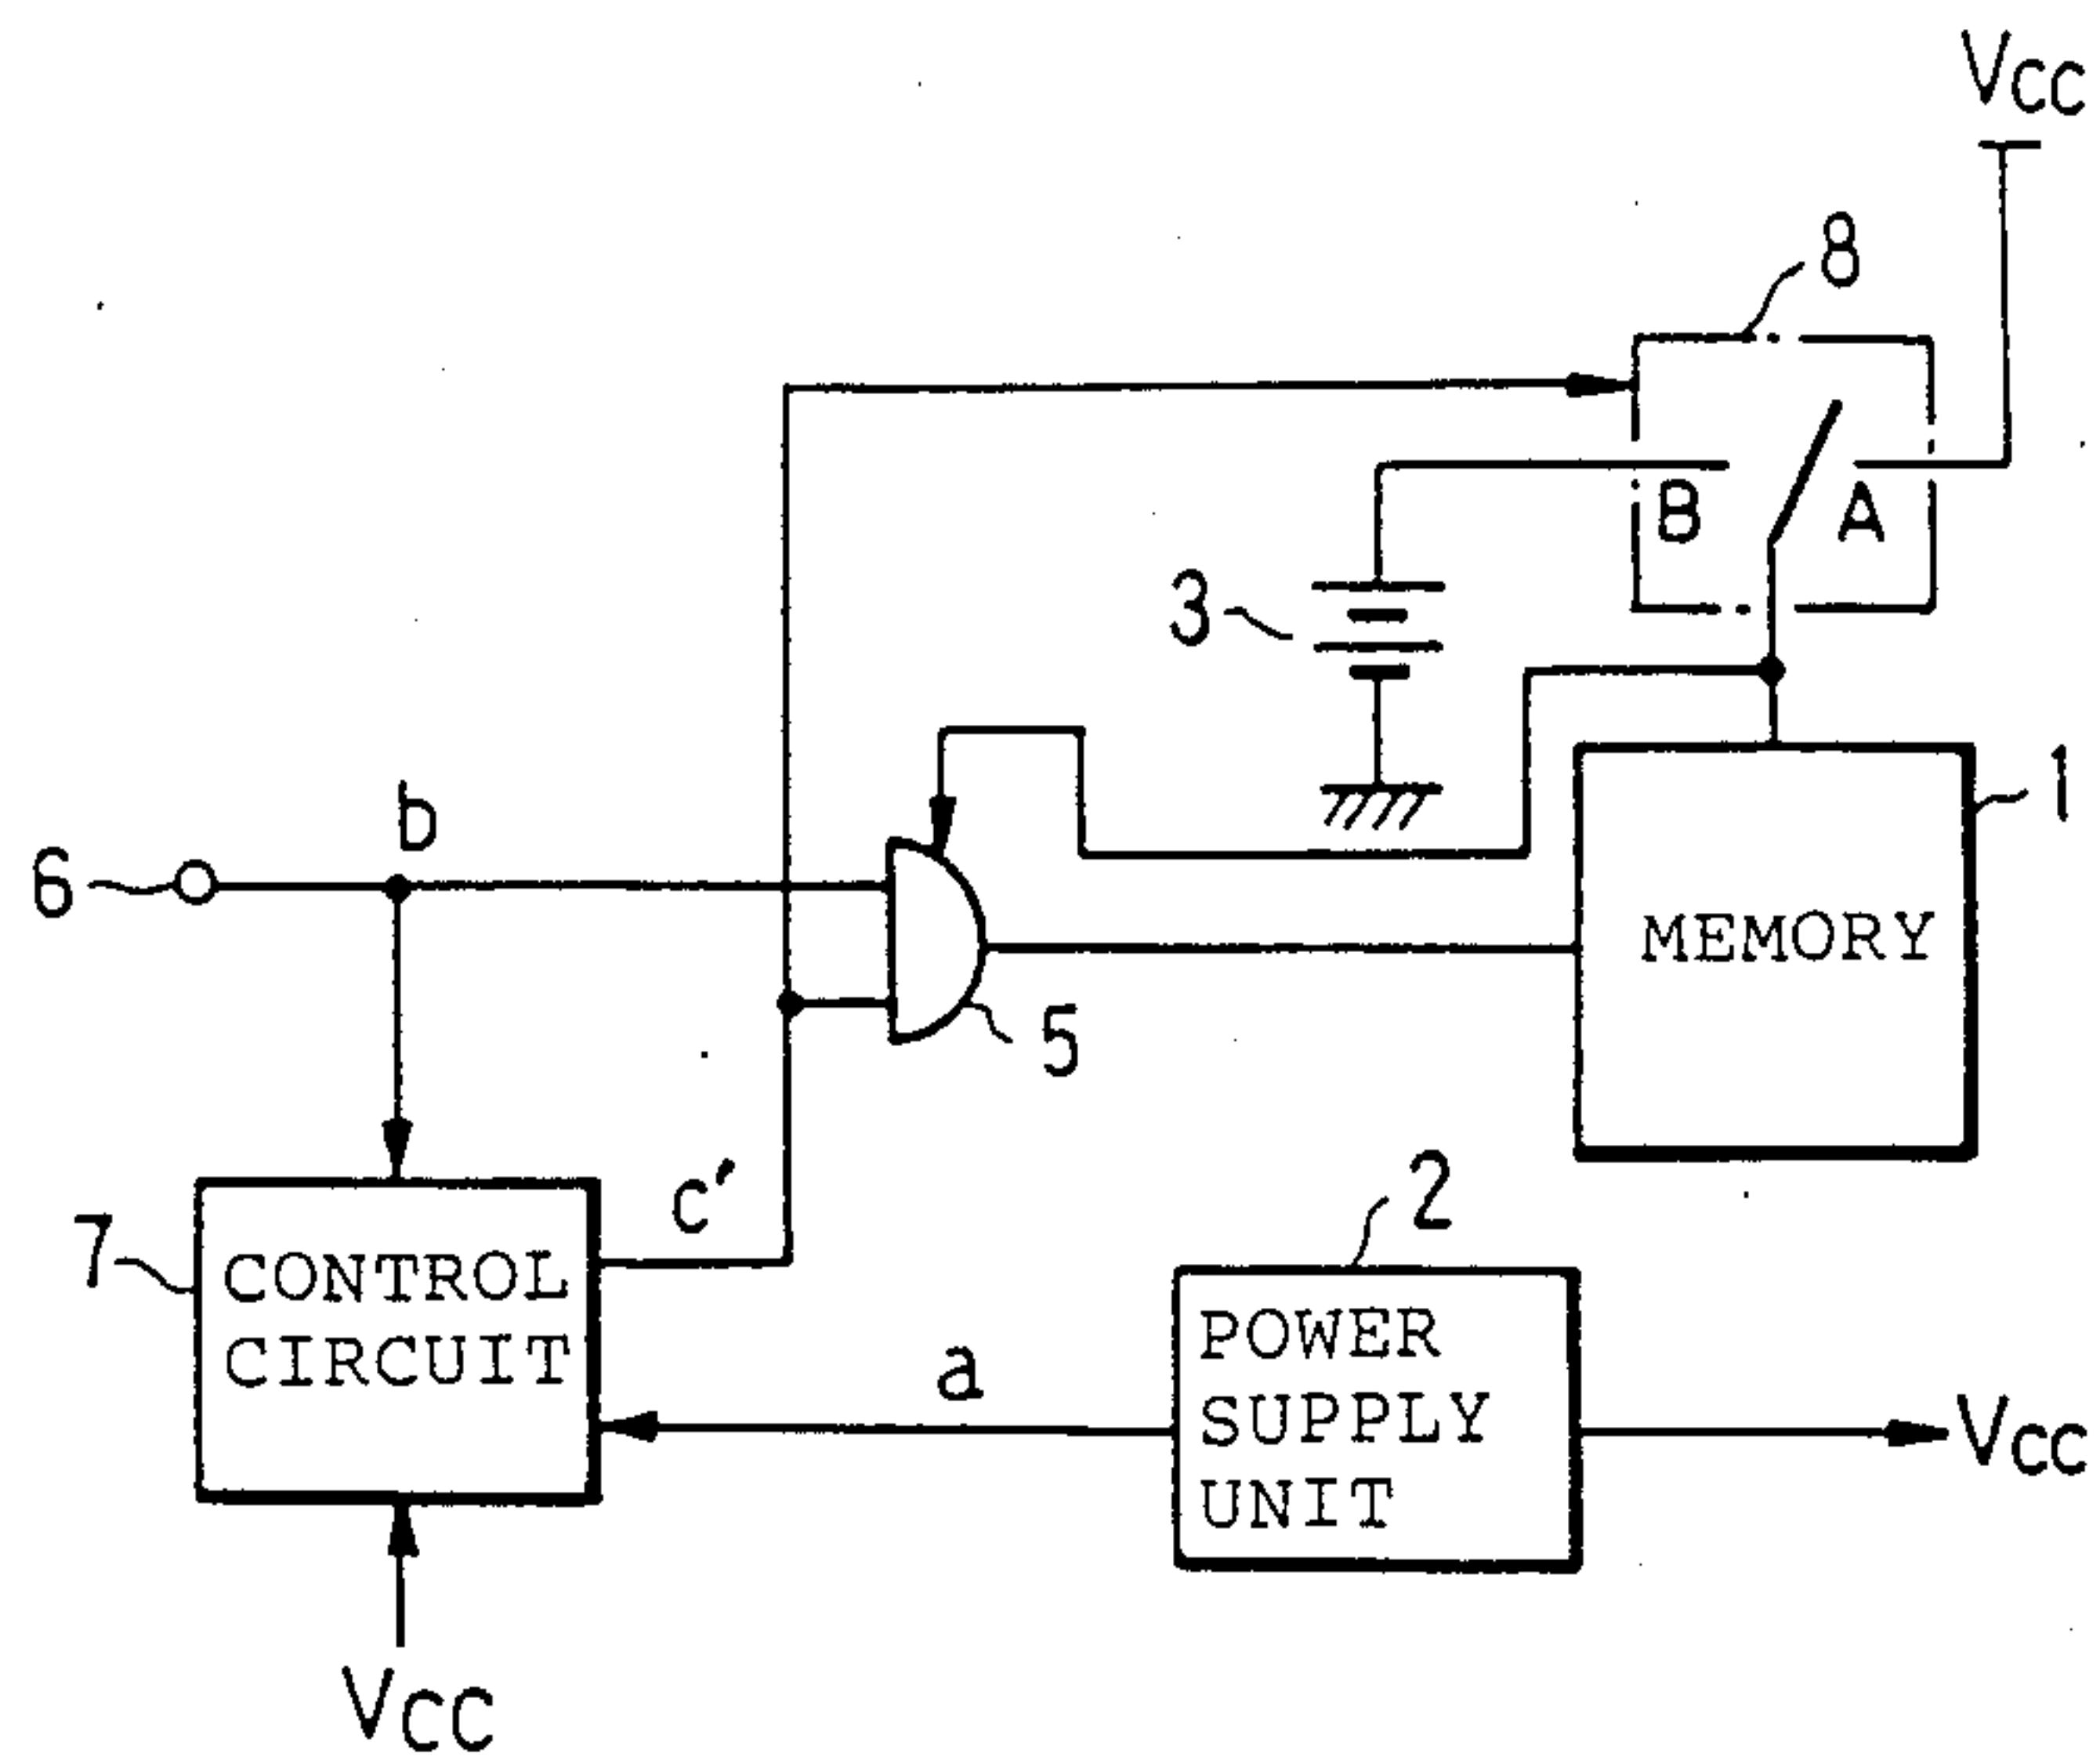 Vcc
8
B
A
3
1
b
6
MEMORY
5
c'
2
7
CONTROL
CIRCUIT
POWER
SUPPLY
UNIT
a
Vcc
Vcc